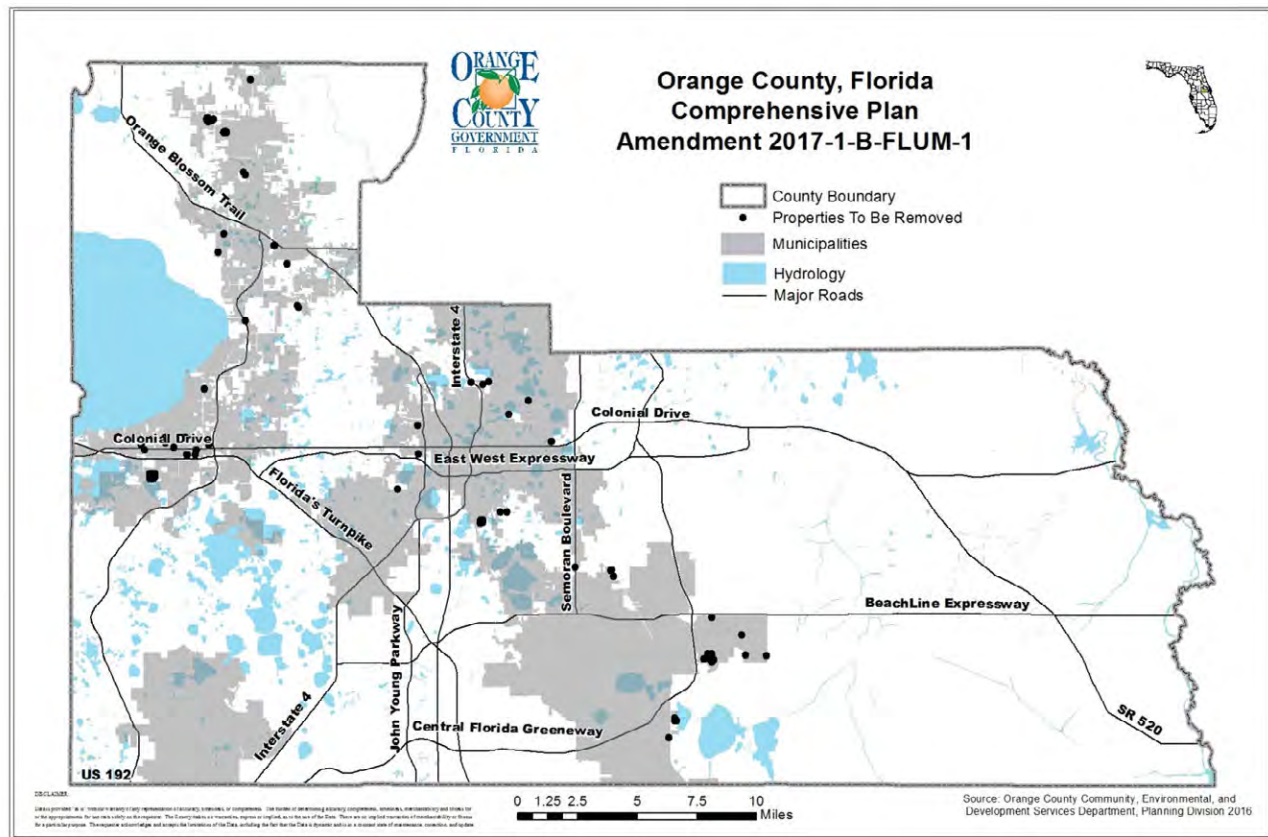 ORANGE
COUNTY
GOVERNMENT
FLORIDA
Orange County, Florida
Comprehensive Plan
Amendment 2017-1-B-FLUM-1
County Boundary
Properties To Be Removed
Municipalities
Hydrology
Major Roads
Orange Blossom Trail
Interstate 4
Colonial Drive
Colonial Drive
East West Expressway
Florida's Turnpike
Semoran Boulevard
BeachLine Expressway
John Young Parkway
Interstate 4
Central Florida Greeneway
SR 520
US 192
DISCLAIMER:
0 1.25 2.5 5 7.5 10
Miles
Source: Orange County Community, Environmental, and
Development Services Department, Planning Division 2016